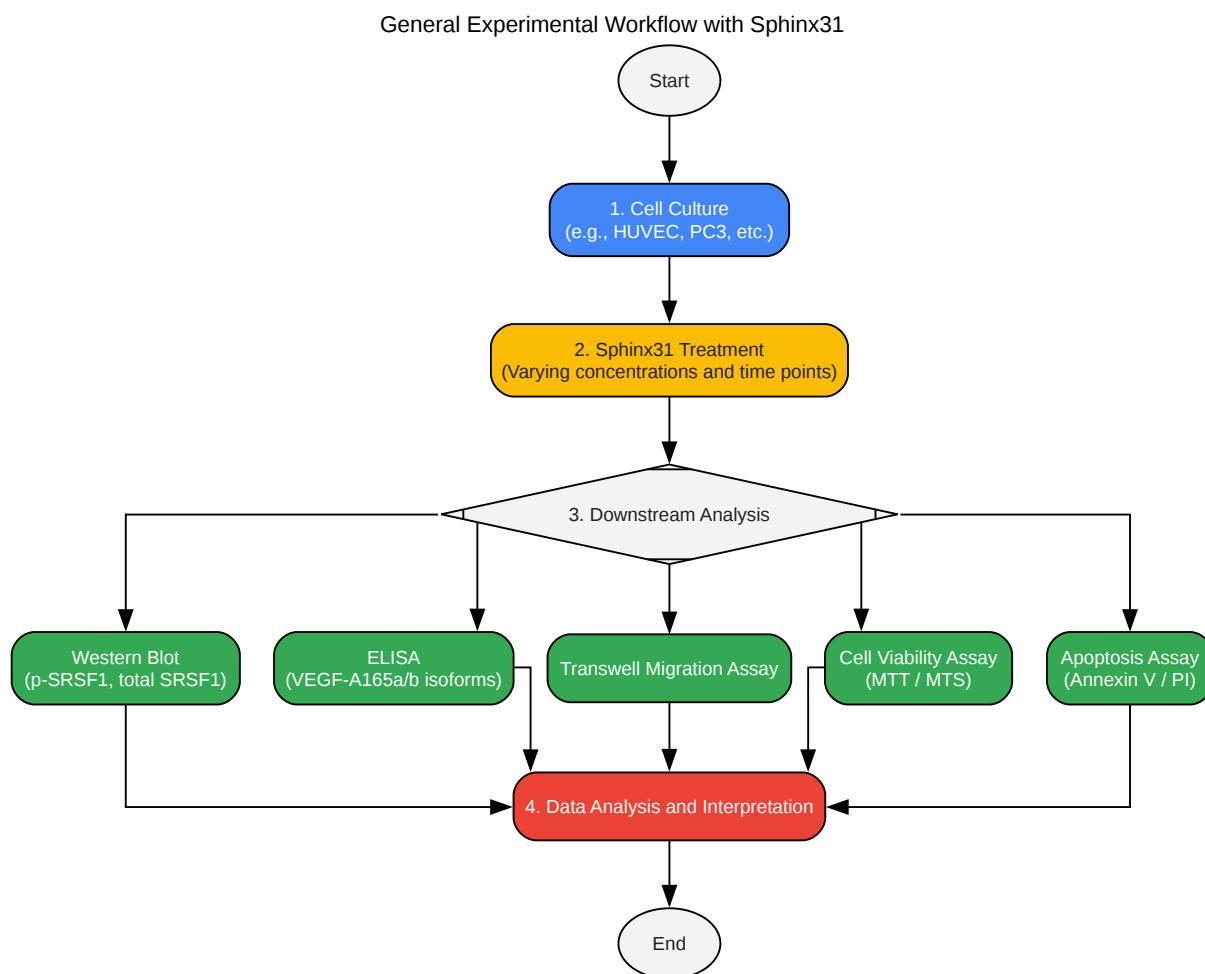 General Experimental Workflow with Sphinx31
Start
1. Cell Culture
(e.g., HUVEC, PC3, etc.)
2. Sphinx31 Treatment
(Varying concentrations and time points)
3. Downstream Analysis
Western Blot
(p-SRSF1, total SRSF1)
ELISA
(VEGF-A165a/b isoforms)
Transwell Migration Assay
Cell Viability Assay
(MTT / MTS)
Apoptosis Assay
(Annexin V / PI)
4. Data Analysis and Interpretation
End